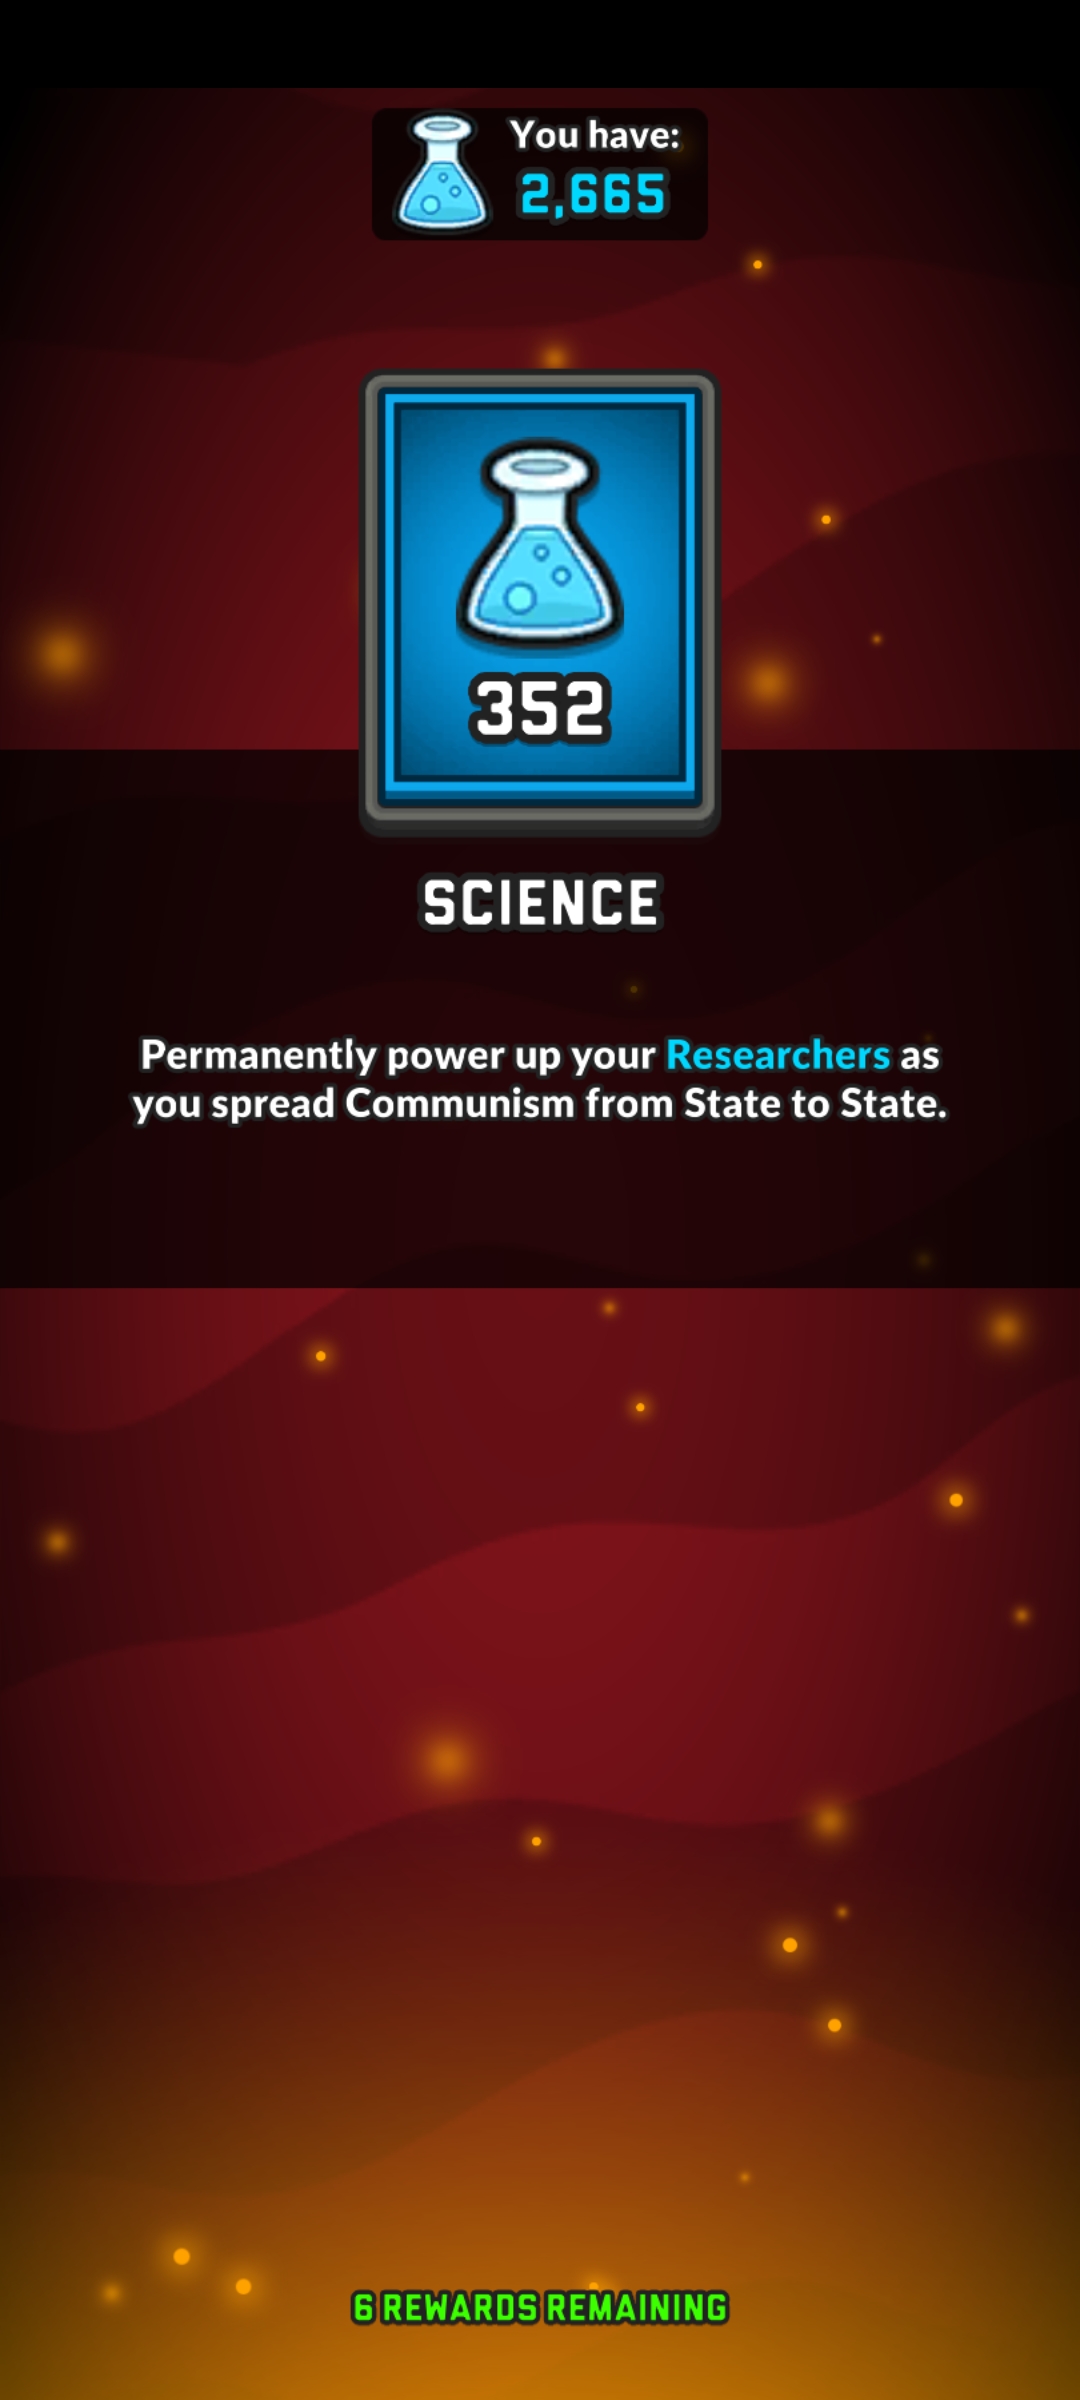 You have:
2,665
352
SCIENCE
Permanently power up your Researchers as
you spread Communism from State to State.
6 REWARDS REMAINING